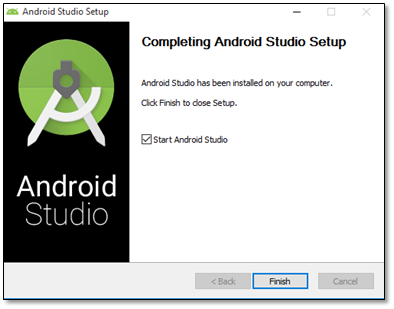 Android Studio Setup
Completing Android Studio Setup
Android Studio has been installed on your computer.
Click Finish to close Setup.
Start Android Studio
Android
Studio
< Back
Finish
Cancel